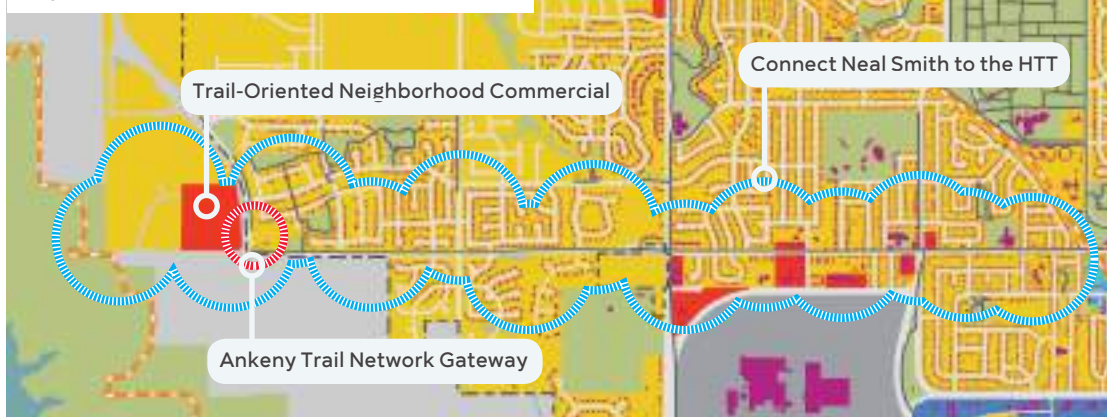 Trail-Oriented Neighborhood Commercial
Connect Neal Smith to the HTT
Ankeny Trail Network Gateway